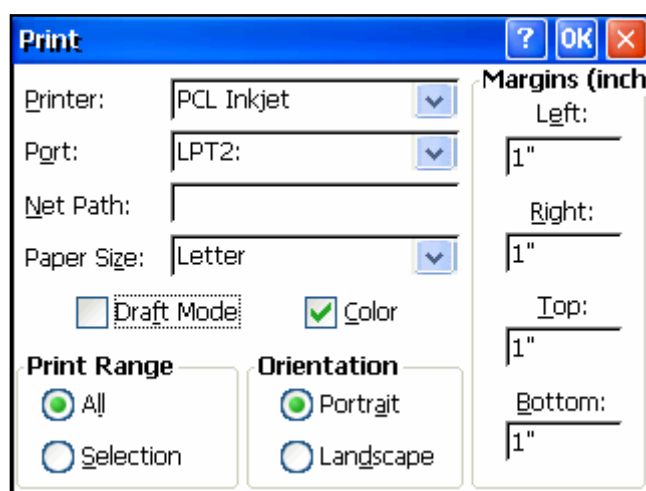 Print ? OK
Printer: PCL Inkjet
Port: LPT2:
Net Path:
Paper Size: Letter
Draft Mode Color
Print Range
All
Selection
Orientation
Portrait
Landscape
Margins (inch
Left:
1"
Right:
1"
Top:
1"
Bottom:
1"